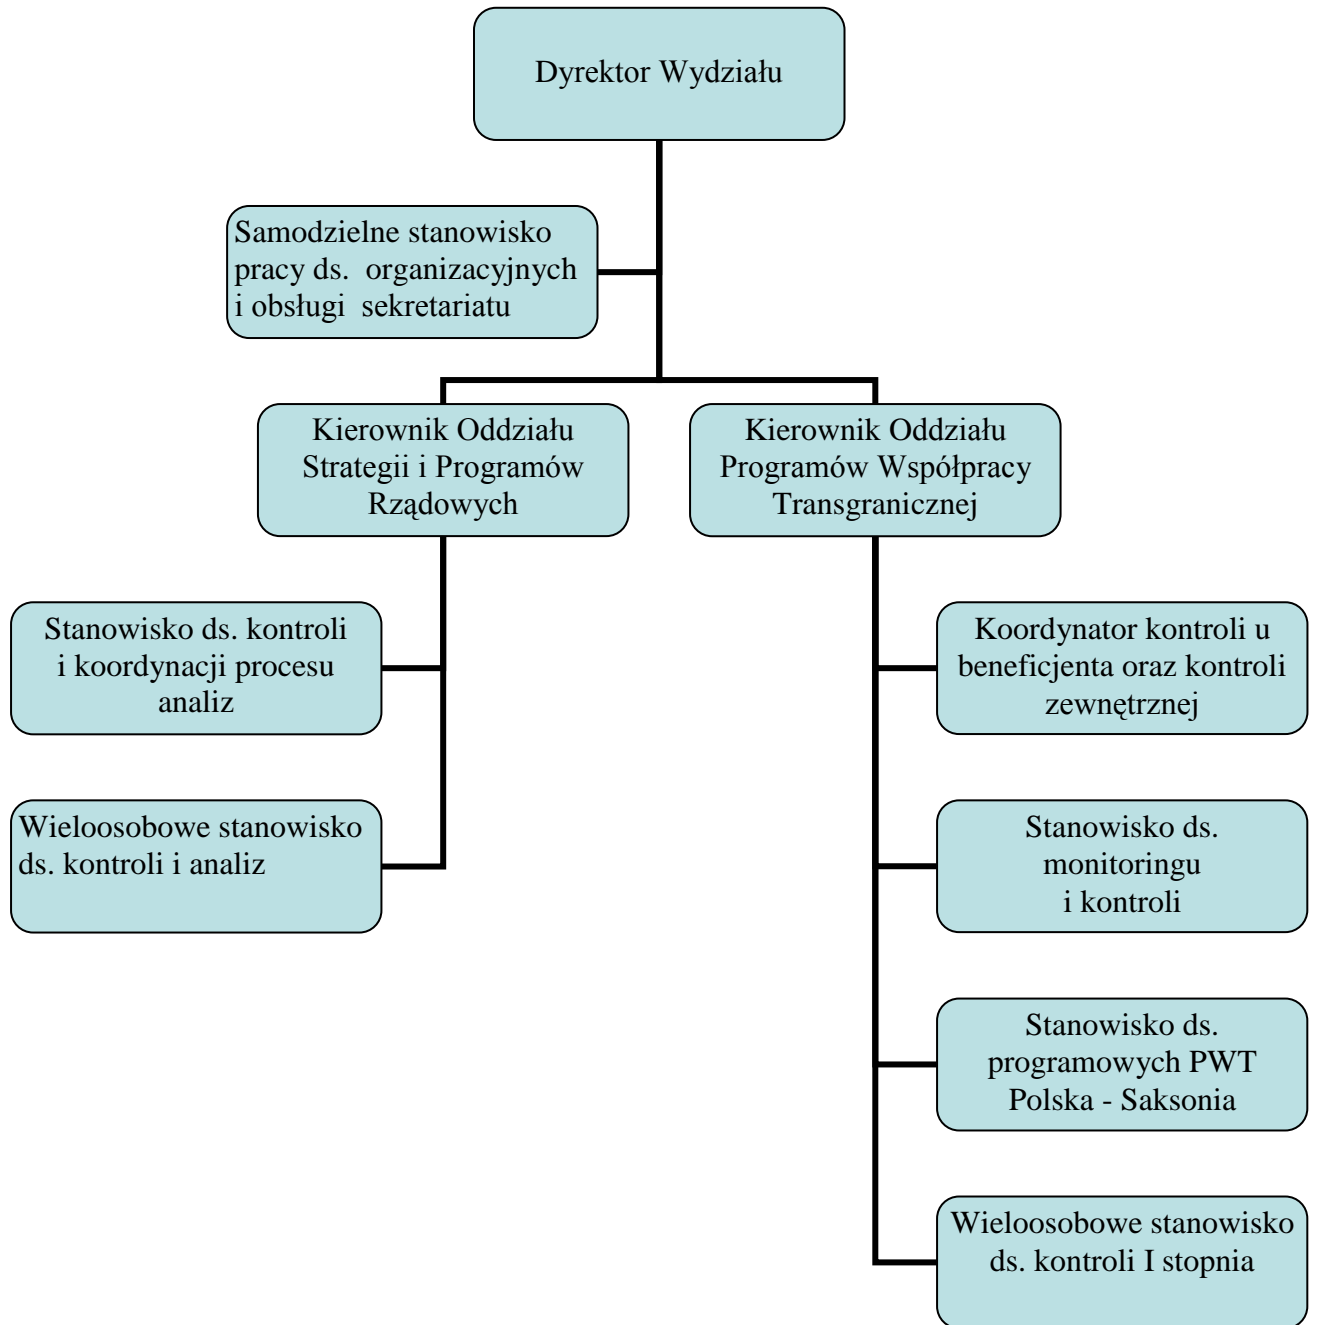 Dyrektor Wydziału
Samodzielne stanowisko
pracy ds. organizacyjnych
i obsługi sekretariatu
Kierownik Oddziału
Strategii i Programów
Rządowych
Kierownik Oddziału
Programów Współpracy
Transgranicznej
Stanowisko ds. kontroli
i koordynacji procesu
analiz
Wieloosobowe stanowisko
ds. kontroli i analiz
Koordynator kontroli u
beneficjenta oraz kontroli
zewnętrznej
Stanowisko ds.
monitoringu
i kontroli
Stanowisko ds.
programowych PWT
Polska - Saksonia
Wieloosobowe stanowisko
ds. kontroli I stopnia